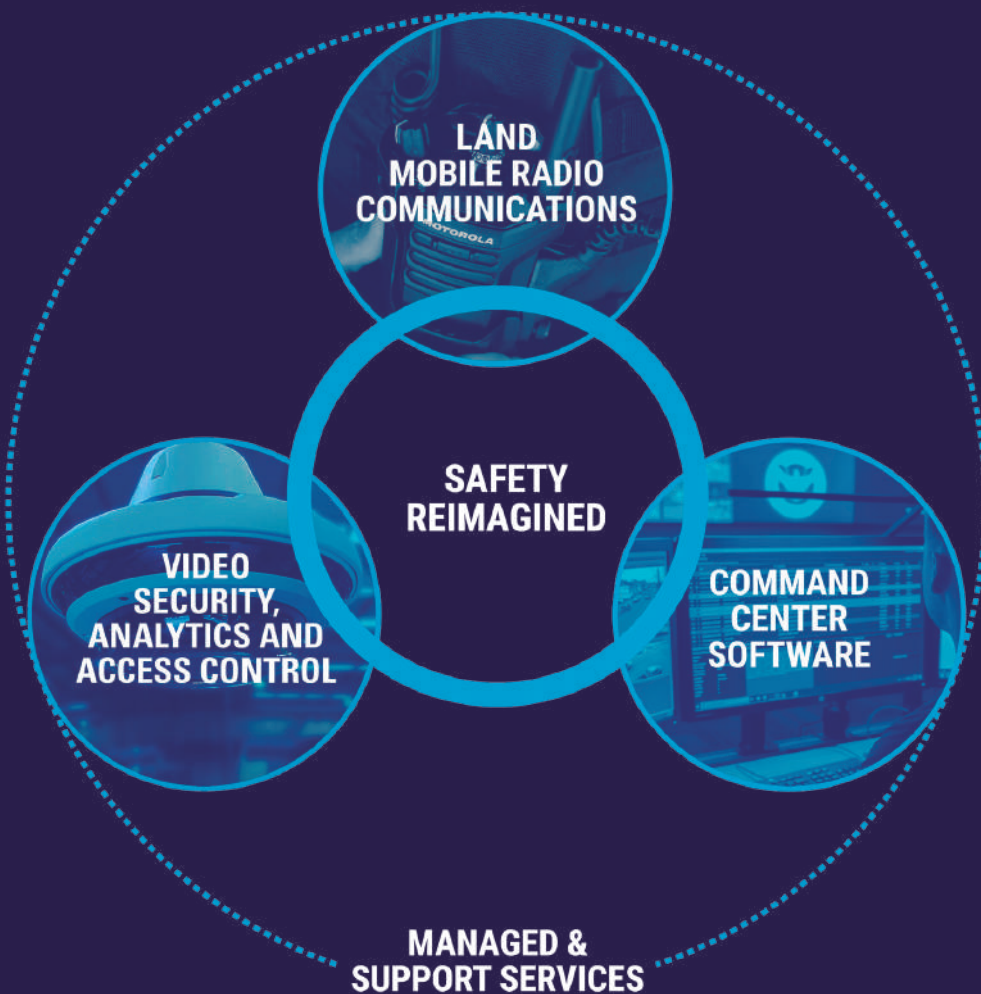 LAND
MOBILE RADIO
COMMUNICATIONS
MOTOROLA
SAFETY
REIMAGINED
VIDEO
SECURITY,
ANALYTICS AND
ACCESS CONTROL
COMMAND
CENTER
SOFTWARE
MANAGED &
SUPPORT SERVICES